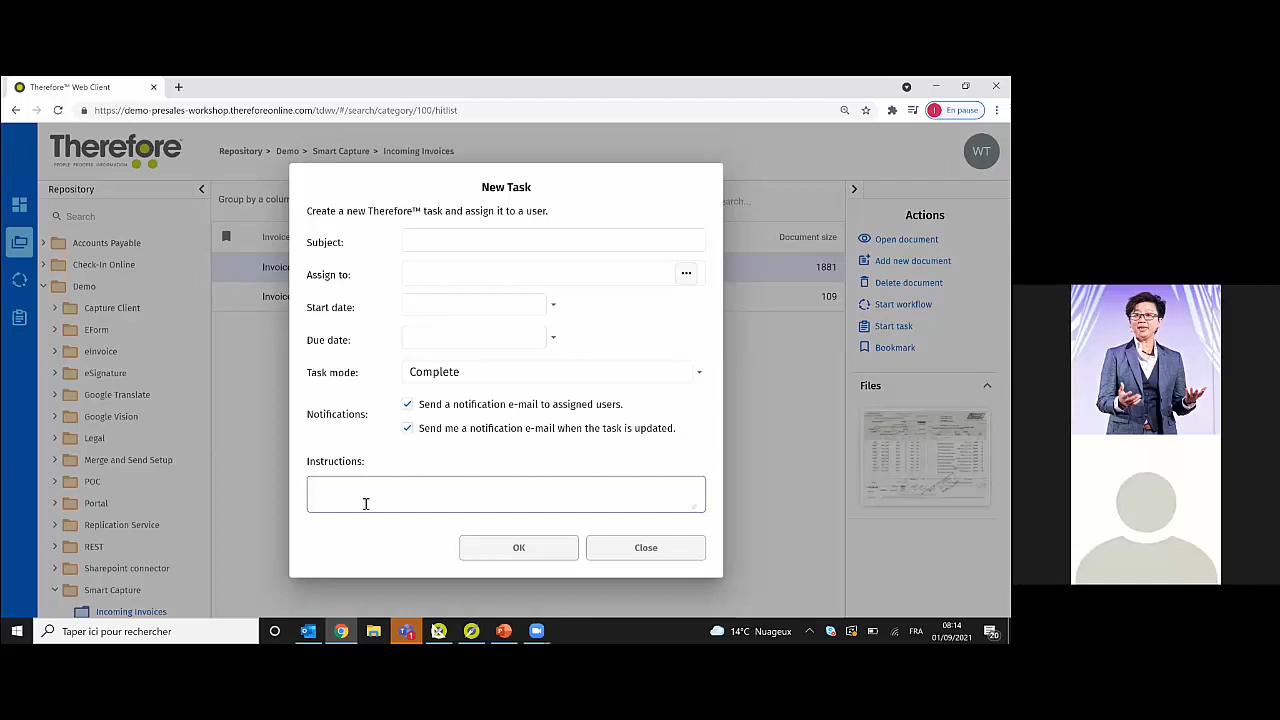 Therefore™ Web Client
https://demo-presales-workshop.thereforeonline.com/tdwv/#/search/category/100/hitlist
En pause
Therefore
PEOPLE PROCESS INFORMATION
Repository > Demo > Smart Capture > Incoming Invoices
WT
Repository
Search
Accounts Payable
Check-In Online
Demo
Capture Client
EForm
eInvoice
eSignature
Google Translate
Google Vision
Legal
Merge and Send Setup
POC
Portal
Replication Service
REST
Sharepoint connector
Smart Capture
Incoming Invoices
Group by a colum
Invoice
Invoice
Invoice
New Task
Create a new Therefore™ task and assign it to a user.
Subject:
Assign to:
Start date:
Due date:
Task mode:
Complete
Notifications:
Send a notification e-mail to assigned users.
Send me a notification e-mail when the task is updated.
Instructions:
OK
Close
arch...
Document size
1881
109
Actions
Open document
Add new document
Delete document
Start workflow
Start task
Bookmark
Files
Taper ici pour rechercher
14°C Nuageux
FRA
08:14
01/09/2021
20